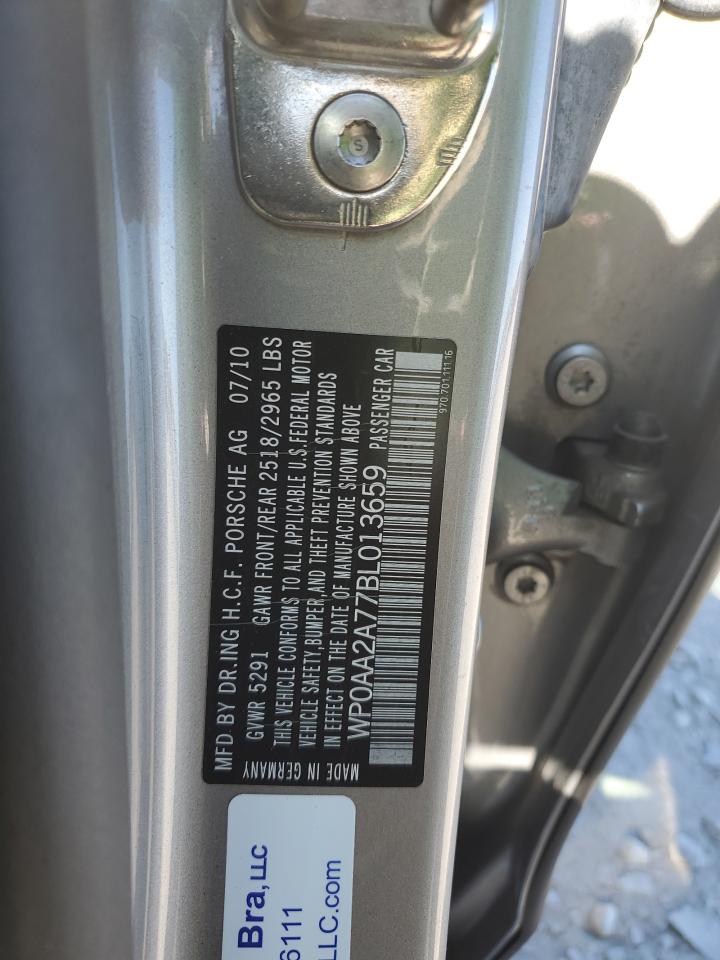 S
MFD BY DR.ING H.C.F. PORSCHE AG 07/10
GVWR 5291 GAWR FRONT/REAR 2518/2965 LBS
THIS VEHICLE CONFORMS TO ALL APPLICABLE U.S.FEDERAL MOTOR
VEHICLE SAFETY,BUMPER,AND THEFT PREVENTION STANDARDS
IN EFFECT ON THE DATE OF MANUFACTURE SHOWN ABOVE
WP0AA2A77BL013659 PASSENGER CAR
MADE IN GERMANY
970.701.111.16
Bra, LLC
6111
LLC.com